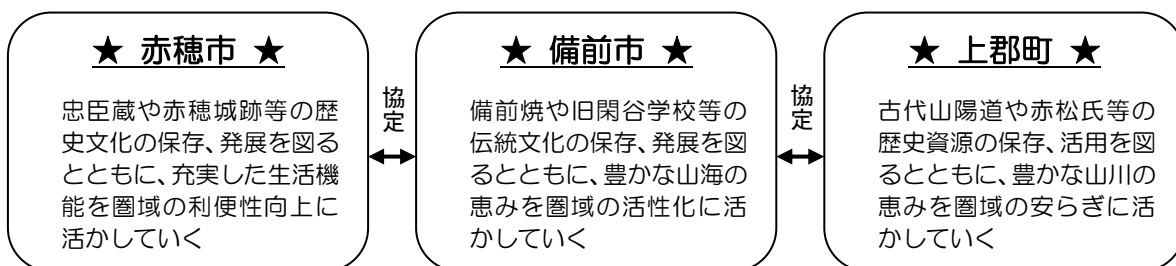 ★ 赤穂市 ★
忠臣蔵や赤穂城跡等の歴
史文化の保存、発展を図る
とともに、充実した生活機
能を圏域の利便性向上に
活かしていく
協定
★ 備前市 ★
備前焼や旧閑谷学校等の
伝統文化の保存、発展を図
るとともに、豊かな山海の
恵みを圏域の活性化に活
かしていく
協定
★ 上郡町 ★
古代山陽道や赤松氏等の
歴史資源の保存、活用を図
るとともに、豊かな山川の
恵みを圏域の安らぎに活
かしていく